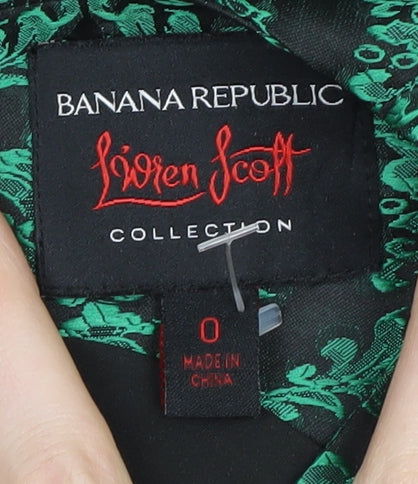 BANANA REPUBLIC
L'Wren Scott
COLLECTION
0
MADE IN
CHINA